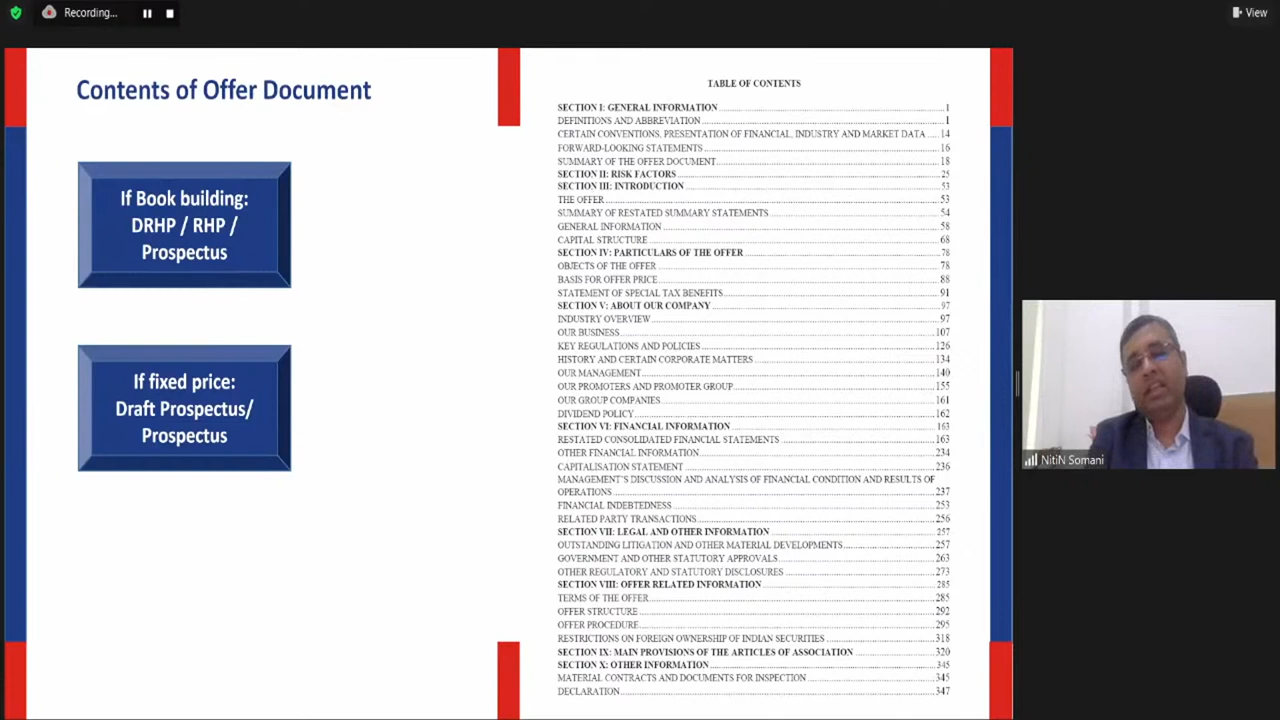 Recording...
View
Contents of Offer Document
If Book building:
DRHP / RHP /
Prospectus
If fixed price:
Draft Prospectus/
Prospectus
TABLE OF CONTENTS
SECTION I: GENERAL INFORMATION 1
DEFINITIONS AND ABBREVIATION 1
CERTAIN CONVENTIONS, PRESENTATION OF FINANCIAL, INDUSTRY AND MARKET DATA 14
FORWARD-LOOKING STATEMENTS 16
SUMMARY OF THE OFFER DOCUMENT 18
SECTION II: RISK FACTORS 25
SECTION III: INTRODUCTION 53
THE OFFER 53
SUMMARY OF RESTATED SUMMARY STATEMENTS 54
GENERAL INFORMATION 58
CAPITAL STRUCTURE 68
SECTION IV: PARTICULARS OF THE OFFER 78
OBJECTS OF THE OFFER 78
BASIS FOR OFFER PRICE 88
STATEMENT OF SPECIAL TAX BENEFITS 91
SECTION V: ABOUT OUR COMPANY 97
INDUSTRY OVERVIEW 97
OUR BUSINESS 107
KEY REGULATIONS AND POLICIES 126
HISTORY AND CERTAIN CORPORATE MATTERS 134
OUR MANAGEMENT 140
OUR PROMOTERS AND PROMOTER GROUP 155
OUR GROUP COMPANIES 161
DIVIDEND POLICY 162
SECTION VI: FINANCIAL INFORMATION 163
RESTATED CONSOLIDATED FINANCIAL STATEMENTS 163
OTHER FINANCIAL INFORMATION 234
CAPITALISATION STATEMENT 236
MANAGEMENT'S DISCUSSION AND ANALYSIS OF FINANCIAL CONDITION AND RESULTS OF
OPERATIONS 237
FINANCIAL INDEBTEDNESS 253
RELATED PARTY TRANSACTIONS 256
SECTION VII: LEGAL AND OTHER INFORMATION 257
OUTSTANDING LITIGATION AND OTHER MATERIAL DEVELOPMENTS 257
GOVERNMENT AND OTHER STATUTORY APPROVALS 263
OTHER REGULATORY AND STATUTORY DISCLOSURES 273
SECTION VIII: OFFER RELATED INFORMATION 285
TERMS OF THE OFFER 285
OFFER STRUCTURE 292
OFFER PROCEDURE 295
RESTRICTIONS ON FOREIGN OWNERSHIP OF INDIAN SECURITIES 318
SECTION IX: MAIN PROVISIONS OF THE ARTICLES OF ASSOCIATION 320
SECTION X: OTHER INFORMATION 345
MATERIAL CONTRACTS AND DOCUMENTS FOR INSPECTION 345
DECLARATION 347
NitiN Somani